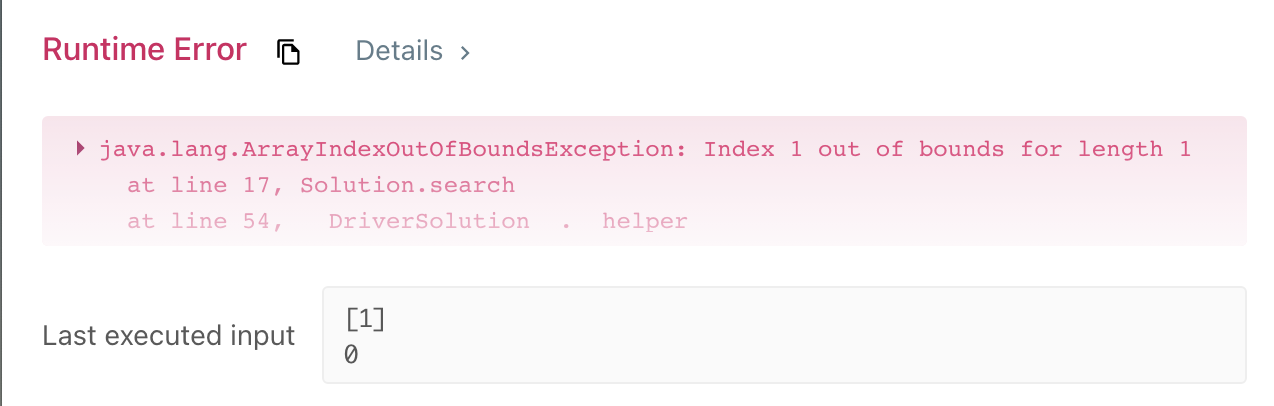 Runtime Error Details
java.lang.ArrayIndexOutOfBoundsException: Index 1 out of bounds for length 1
at line 17, Solution.search
at line 54, DriverSolution . helper
Last executed input
[1]
0